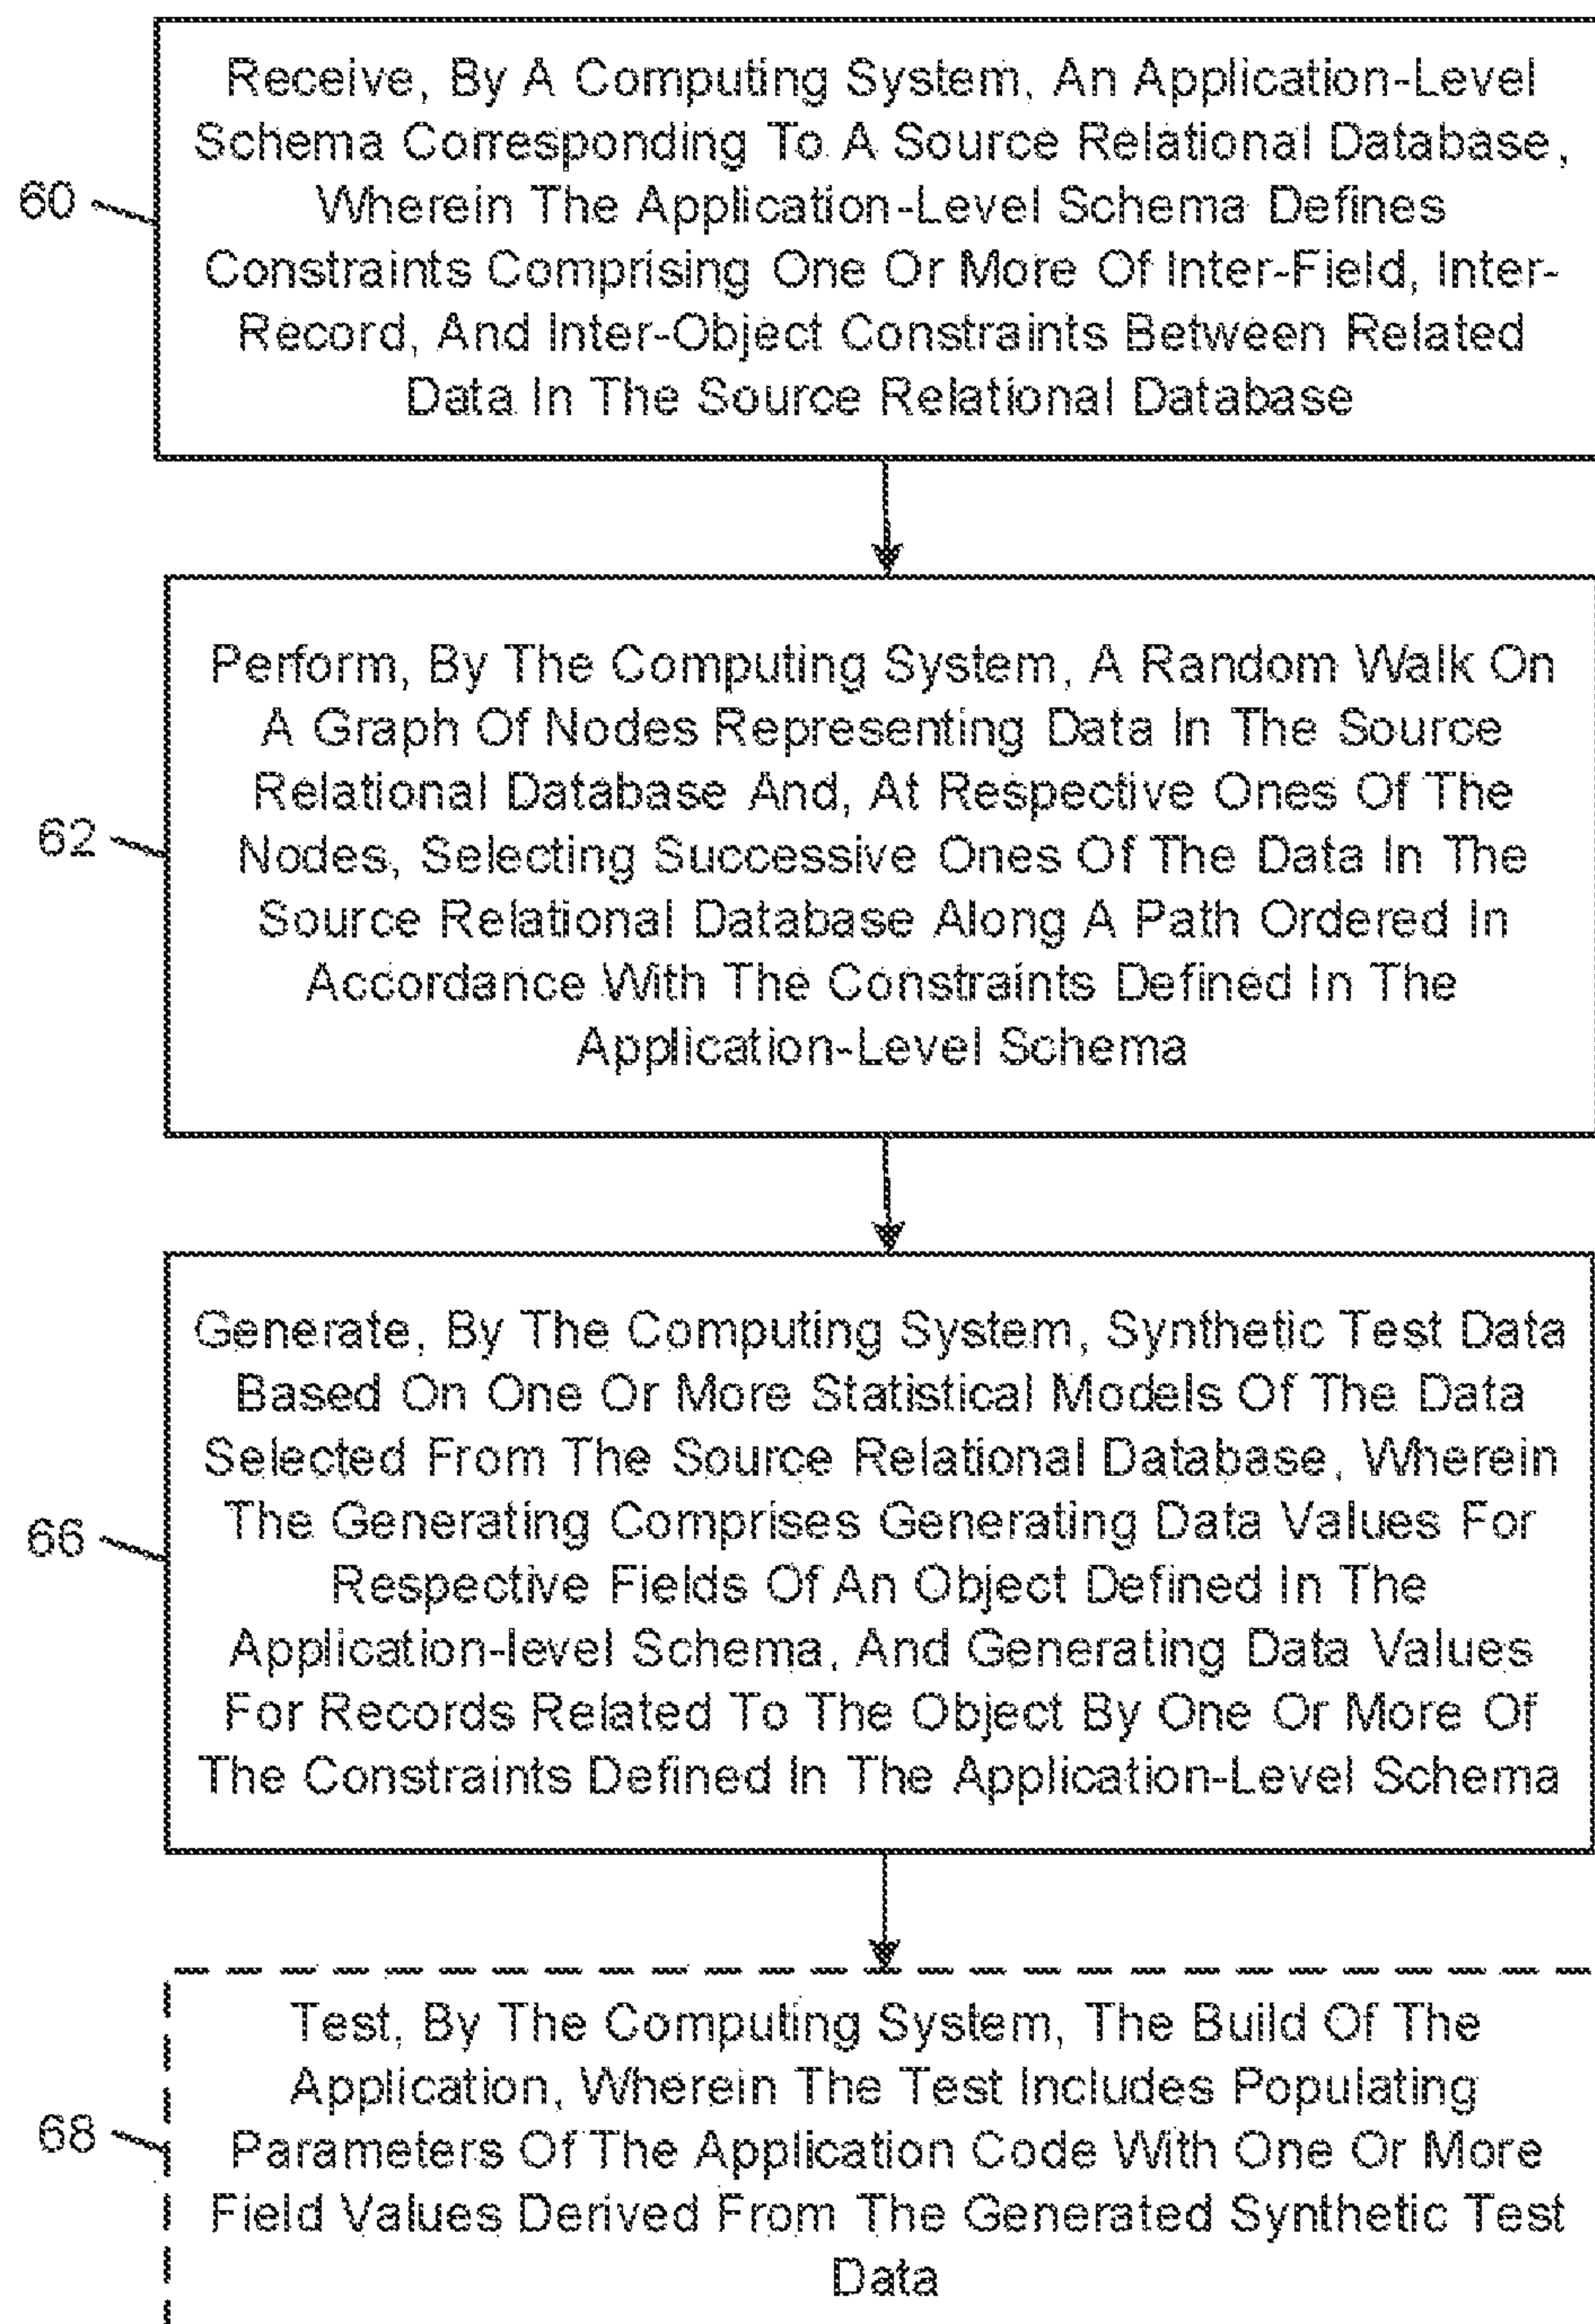 Receive, By A Computing System, An Application-Level
Schema Corresponding To A Source Relational Database,
Wherein The Application-Level Schema Defines
Constraints Comprising One Or More Of Inter-Field, Inter-
Record, And Inter-Object Constraints Between Related
Data In The Source Relational Database
60
Perform, By The Computing System, A Random Walk On
A Graph Of Nodes Representing Data In The Source
Relational Database And, At Respective Ones Of The
Nodes, Selecting Successive Ones Of The Data In The
Source Relational Database Along A Path Ordered In
Accordance With The Constraints Defined In The
Application-Level Schema
62
Generate, By The Computing System, Synthetic Test Data
Based On One Or More Statistical Models Of The Data
Selected From The Source Relational Database, Wherein
The Generating Comprises Generating Data Values For
Respective Fields Of An Object Defined In The
Application-level Schema, And Generating Data Values
For Records Related To The Object By One Or More Of
The Constraints Defined In The Application-Level Schema
66
Test, By The Computing System, The Build Of The
Application, Wherein The Test Includes Populating
Parameters Of The Application Code With One Or More
Field Values Derived From The Generated Synthetic Test
Data
68